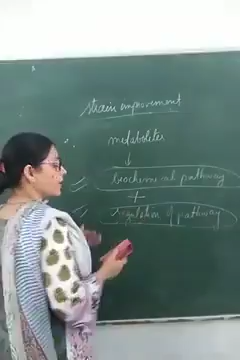 strain improvement
metabolites
↓
biochemical pathway
+
regulation of pathway